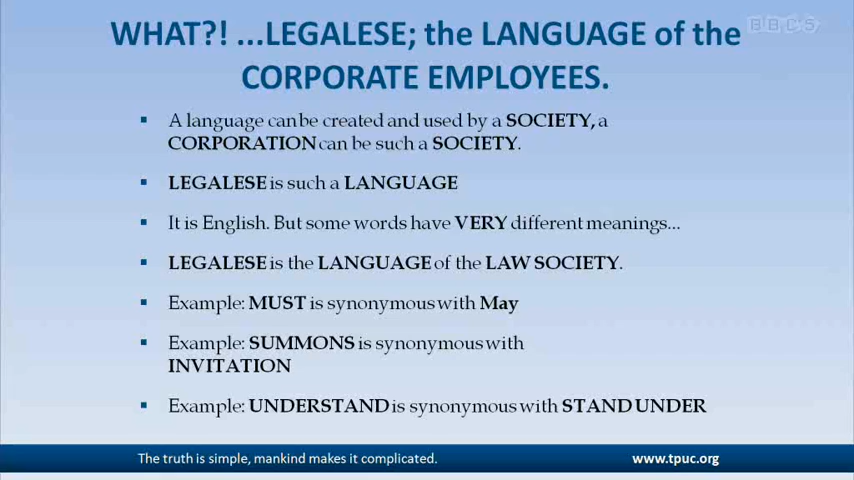 BBC5
WHAT?! ...LEGALESE; the LANGUAGE of the
CORPORATE EMPLOYEES.
▪ A language can be created and used by a SOCIETY, a
CORPORATION can be such a SOCIETY.
▪ LEGALESE is such a LANGUAGE
▪ It is English. But some words have VERY different meanings...
▪ LEGALESE is the LANGUAGE of the LAW SOCIETY.
▪ Example: MUST is synonymous with May
▪ Example: SUMMONS is synonymous with
INVITATION
▪ Example: UNDERSTAND is synonymous with STAND UNDER
The truth is simple, mankind makes it complicated.
www.tpuc.org